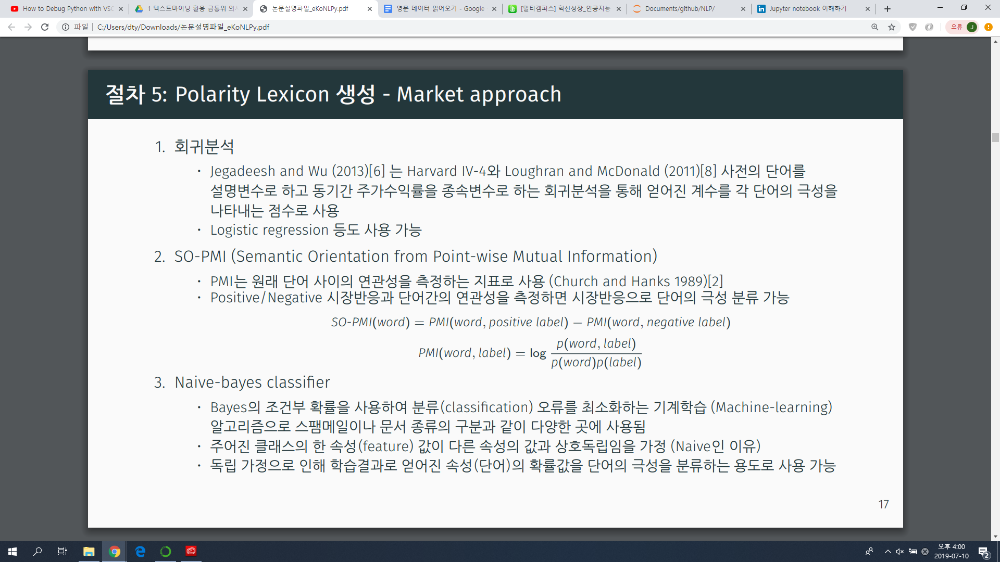 How to Debug Python with VSC
1 텍스트마이닝 활용 금통위 의사
논문설명파일_eKoNLPy.pdf
영문 데이터 읽어오기 - Google
[멀티캠퍼스] 혁신성장_인공지능
Documents/github/NLP/
Jupyter notebook 이해하기
파일
C:/Users/dty/Downloads/논문설명파일_eKoNLPy.pdf
오류 J
절차 5: Polarity Lexicon 생성 - Market approach
1. 회귀분석
· Jegadeesh and Wu (2013)[6] 는 Harvard IV-4와 Loughran and McDonald (2011)[8] 사전의 단어를
설명변수로 하고 동기간 주가수익률을 종속변수로 하는 회귀분석을 통해 얻어진 계수를 각 단어의 극성을
나타내는 점수로 사용
· Logistic regression 등도 사용 가능
2. SO-PMI (Semantic Orientation from Point-wise Mutual Information)
· PMI는 원래 단어 사이의 연관성을 측정하는 지표로 사용 (Church and Hanks 1989)[2]
· Positive/Negative 시장반응과 단어간의 연관성을 측정하면 시장반응으로 단어의 극성 분류 가능
SO-PMI(word) = PMI(word, positive label) − PMI(word, negative label)
PMI(word, label) = log p(word, label) / p(word)p(label)
3. Naive-bayes classifier
· Bayes의 조건부 확률을 사용하여 분류(classification) 오류를 최소화하는 기계학습 (Machine-learning)
알고리즘으로 스팸메일이나 문서 종류의 구분과 같이 다양한 곳에 사용됨
· 주어진 클래스의 한 속성(feature) 값이 다른 속성의 값과 상호독립임을 가정 (Naive인 이유)
· 독립 가정으로 인해 학습결과로 얻어진 속성(단어)의 확률값을 단어의 극성을 분류하는 용도로 사용 가능
17
오후 4:00
2019-07-10
2